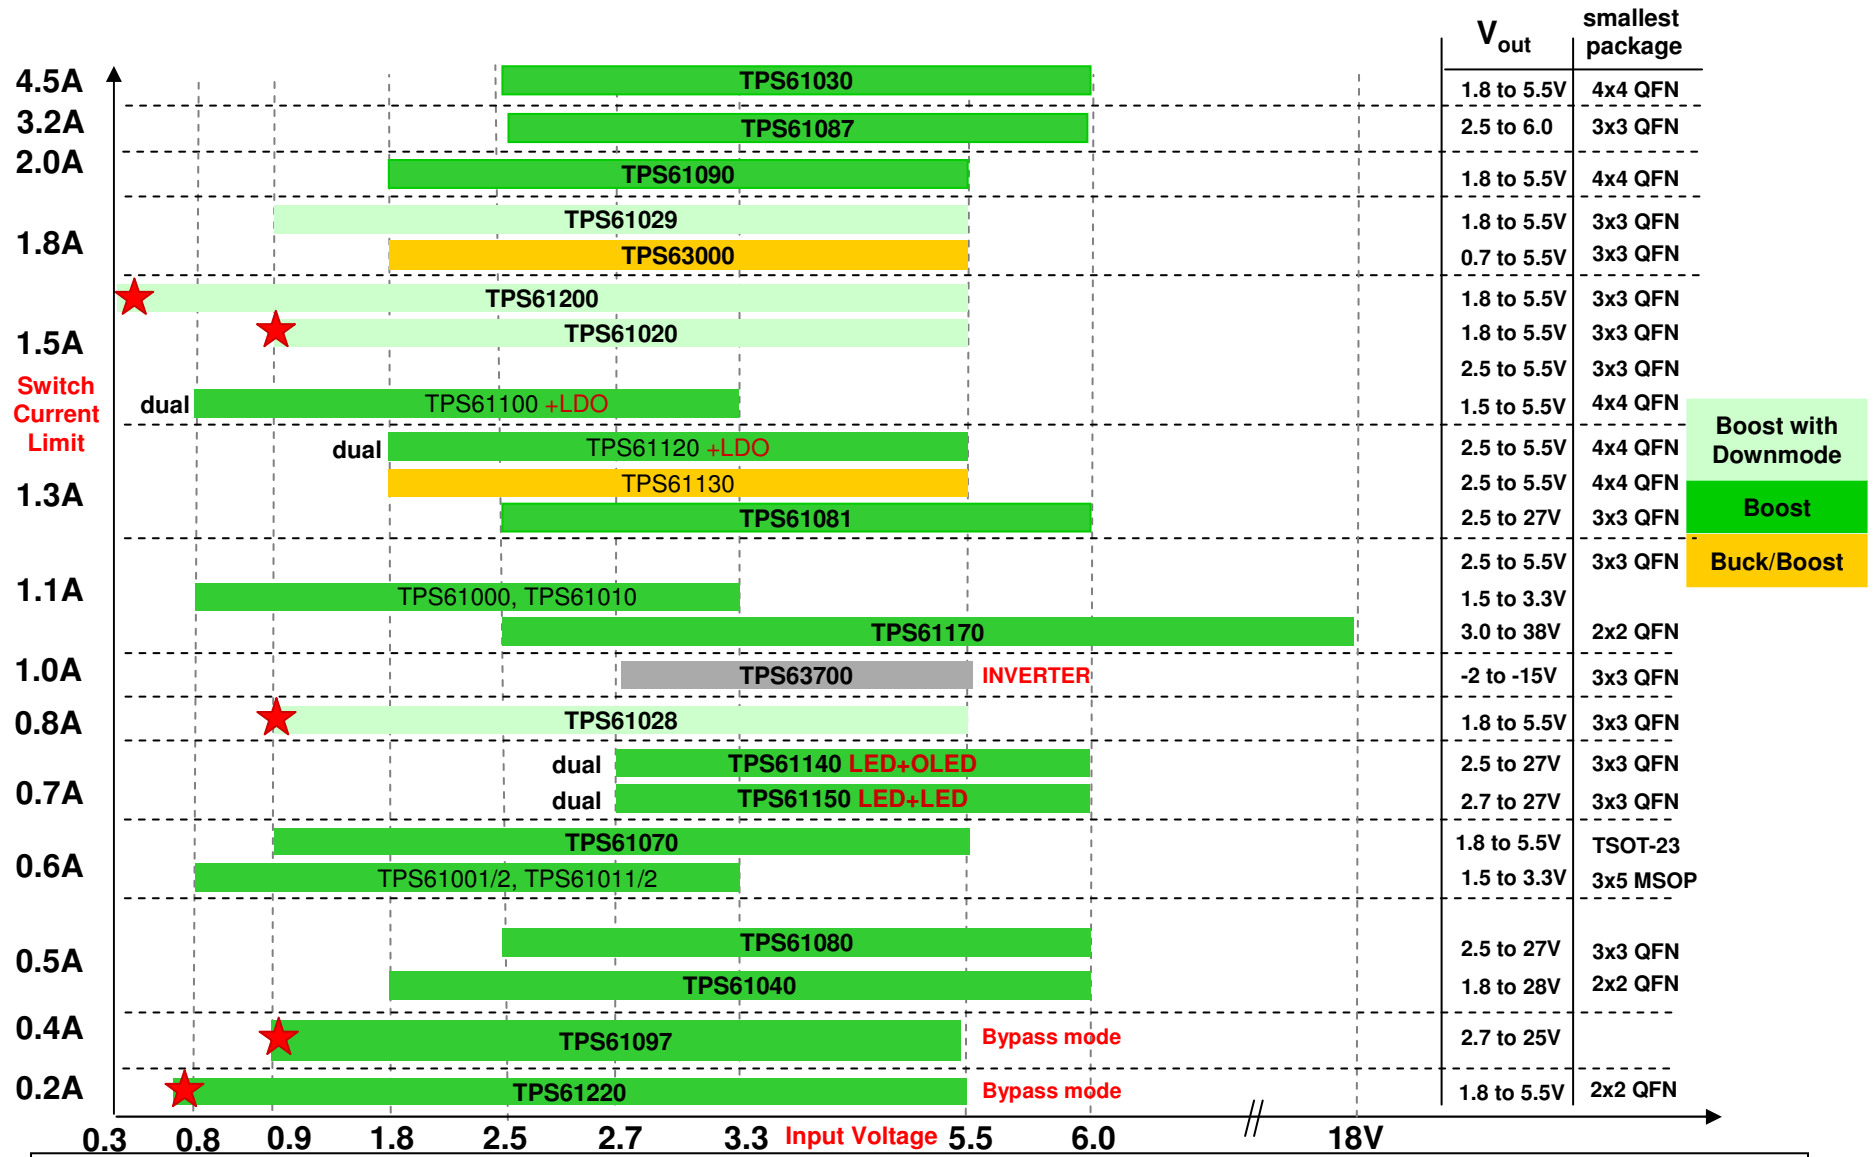 V_out smallest package
4.5A TPS61030 1.8 to 5.5V 4x4 QFN
3.2A TPS61087 2.5 to 6.0 3x3 QFN
2.0A TPS61090 1.8 to 5.5V 4x4 QFN
TPS61029 1.8 to 5.5V 3x3 QFN
1.8A
TPS63000 0.7 to 5.5V 3x3 QFN
TPS61200 1.8 to 5.5V 3x3 QFN
1.5A TPS61020 1.8 to 5.5V 3x3 QFN
2.5 to 5.5V 3x3 QFN
Switch
Current
Limit
dual TPS61100 +LDO 1.5 to 5.5V 4x4 QFN
dual TPS61120 +LDO 2.5 to 5.5V 4x4 QFN
1.3A TPS61130 2.5 to 5.5V 4x4 QFN
TPS61081 2.5 to 27V 3x3 QFN
Boost with
Downmode
Boost
Buck/Boost
2.5 to 5.5V 3x3 QFN
1.1A TPS61000, TPS61010 1.5 to 3.3V
TPS61170 3.0 to 38V 2x2 QFN
1.0A TPS63700 INVERTER -2 to -15V 3x3 QFN
0.8A TPS61028 1.8 to 5.5V 3x3 QFN
dual TPS61140 LED+OLED 2.5 to 27V 3x3 QFN
0.7A
dual TPS61150 LED+LED 2.7 to 27V 3x3 QFN
TPS61070 1.8 to 5.5V TSOT-23
0.6A
TPS61001/2, TPS61011/2 1.5 to 3.3V 3x5 MSOP
TPS61080 2.5 to 27V 3x3 QFN
0.5A
TPS61040 1.8 to 28V 2x2 QFN
0.4A TPS61097 Bypass mode 2.7 to 25V
0.2A TPS61220 Bypass mode 1.8 to 5.5V 2x2 QFN
0.3 0.8 0.9 1.8 2.5 2.7 3.3 Input Voltage 5.5 6.0 // 18V